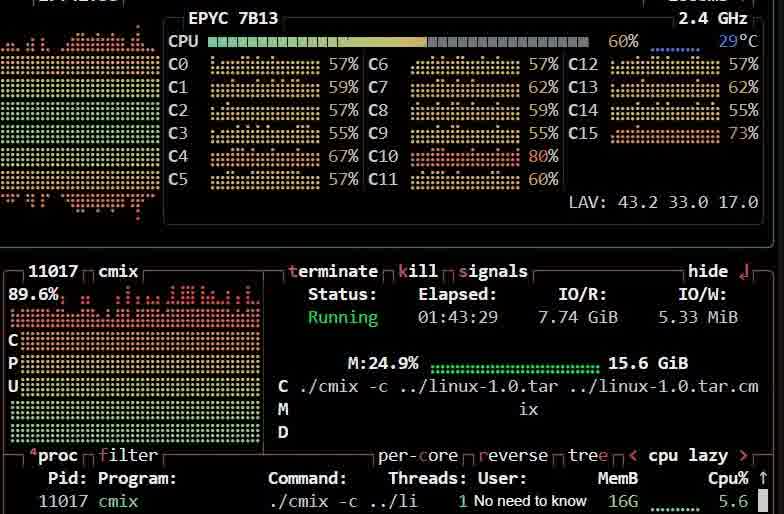 EPYC 7B13 2.4 GHz
CPU 60% 29°C
C0 57% C6 57% C12 57%
C1 59% C7 62% C13 62%
C2 57% C8 59% C14 55%
C3 55% C9 55% C15 73%
C4 67% C10 80%
C5 57% C11 60%
LAV: 43.2 33.0 17.0
11017 cmix terminate kill signals hide ↲
89.6% Status: Elapsed: IO/R: IO/W:
Running 01:43:29 7.74 GiB 5.33 MiB
C
P M:24.9% 15.6 GiB
U C ./cmix -c ../linux-1.0.tar ../linux-1.0.tar.cm
M ix
D
⁴proc filter per-core reverse tree < cpu lazy >
Pid: Program: Command: Threads: User: MemB Cpu% ↑
11017 cmix ./cmix -c ../li 1 No need to know 16G 5.6